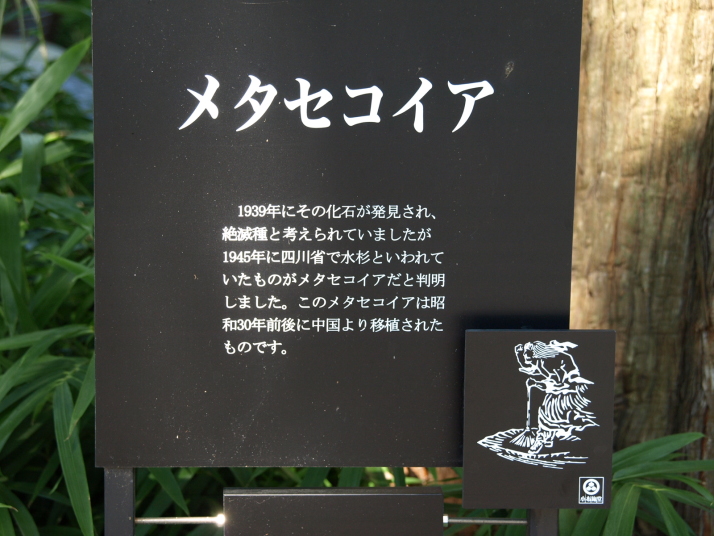 メタセコイア
1939年にその化石が発見され、
絶滅種と考えられていましたが
1945年に四川省で水杉といわれて
いたものがメタセコイアだと判明
しました。このメタセコイアは昭
和30年前後に中国より移植された
ものです。